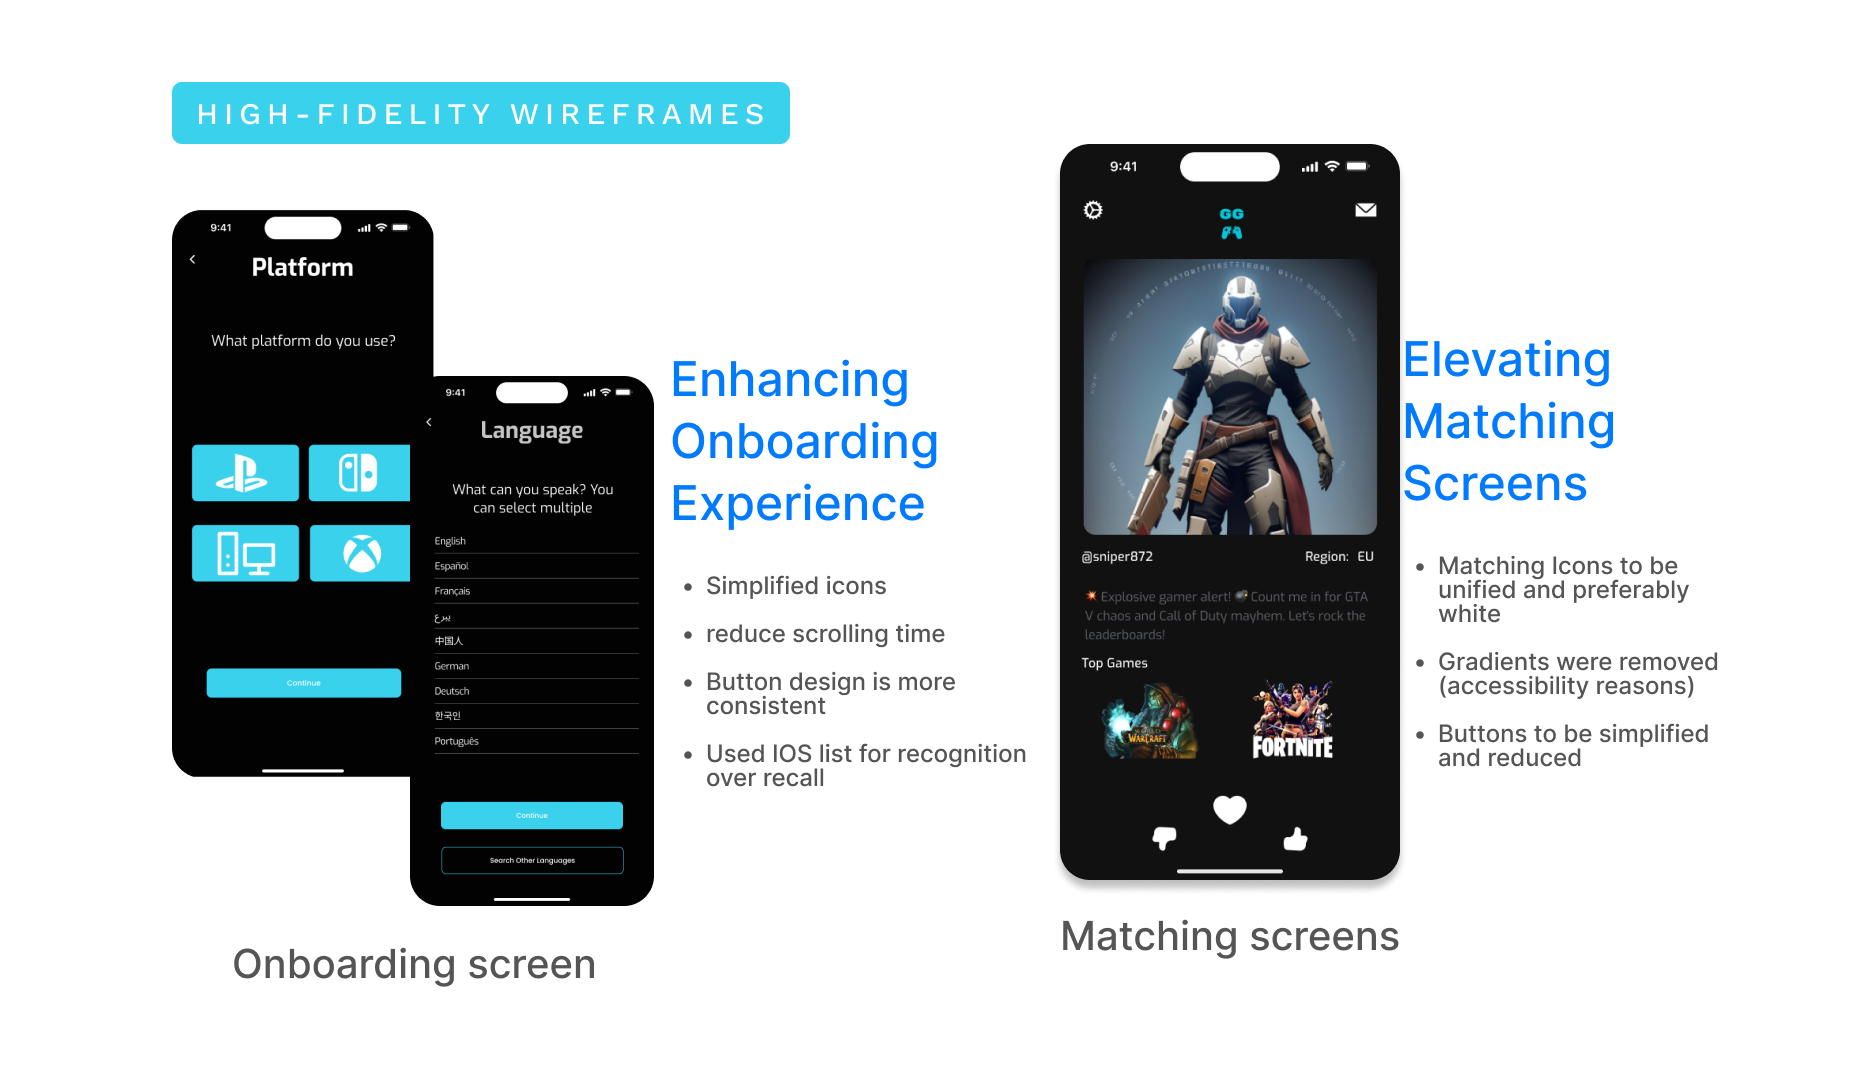 HIGH-FIDELITY WIREFRAMES
9:41
Platform
What platform do you use?
Continue
9:41
Language
What can you speak? You
can select multiple
English
Español
Français
中国人
German
Deutsch
한국인
Português
Continue
Search Other Languages
Onboarding screen
Enhancing
Onboarding
Experience
Simplified icons
reduce scrolling time
Button design is more
consistent
Used IOS list for recognition
over recall
9:41
GG
@sniper872
Region: EU
💥 Explosive gamer alert! 💣 Count me in for GTA
V chaos and Call of Duty mayhem. Let's rock the
leaderboards!
Top Games
WORLD
WARCRAFT
FORTNITE
Matching screens
Elevating
Matching
Screens
Matching Icons to be
unified and preferably
white
Gradients were removed
(accessibility reasons)
Buttons to be simplified
and reduced